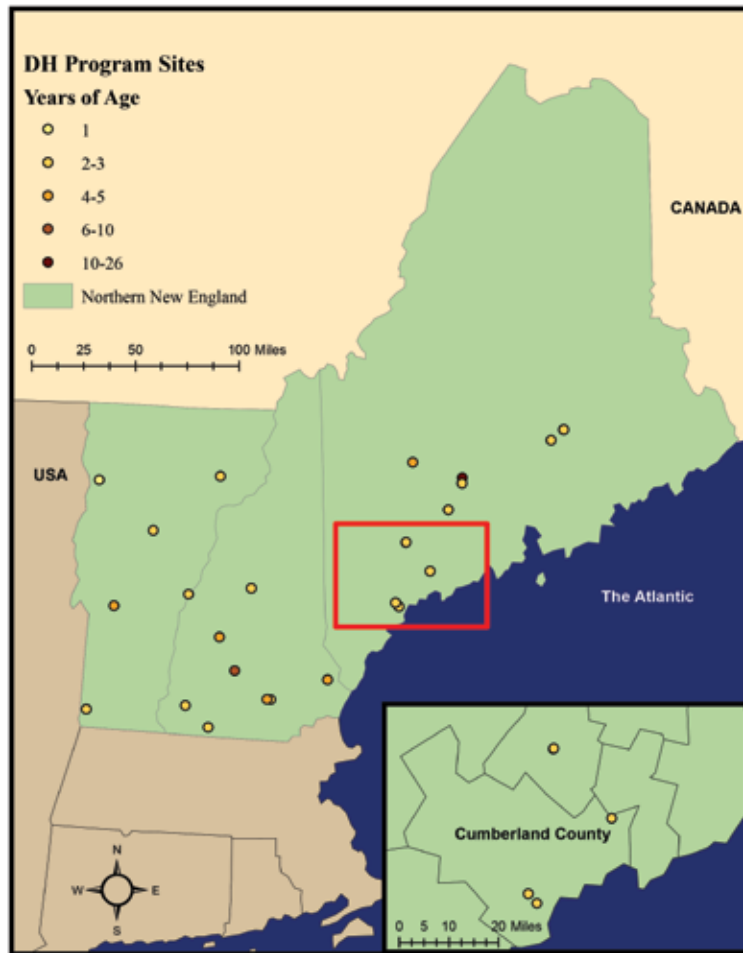 DH Program Sites
Years of Age
1
2-3
4-5
6-10
10-26
Northern New England
0 25 50 100 Miles
CANADA
USA
The Atlantic
Cumberland County
0 5 10 20 Miles
N
W E
S